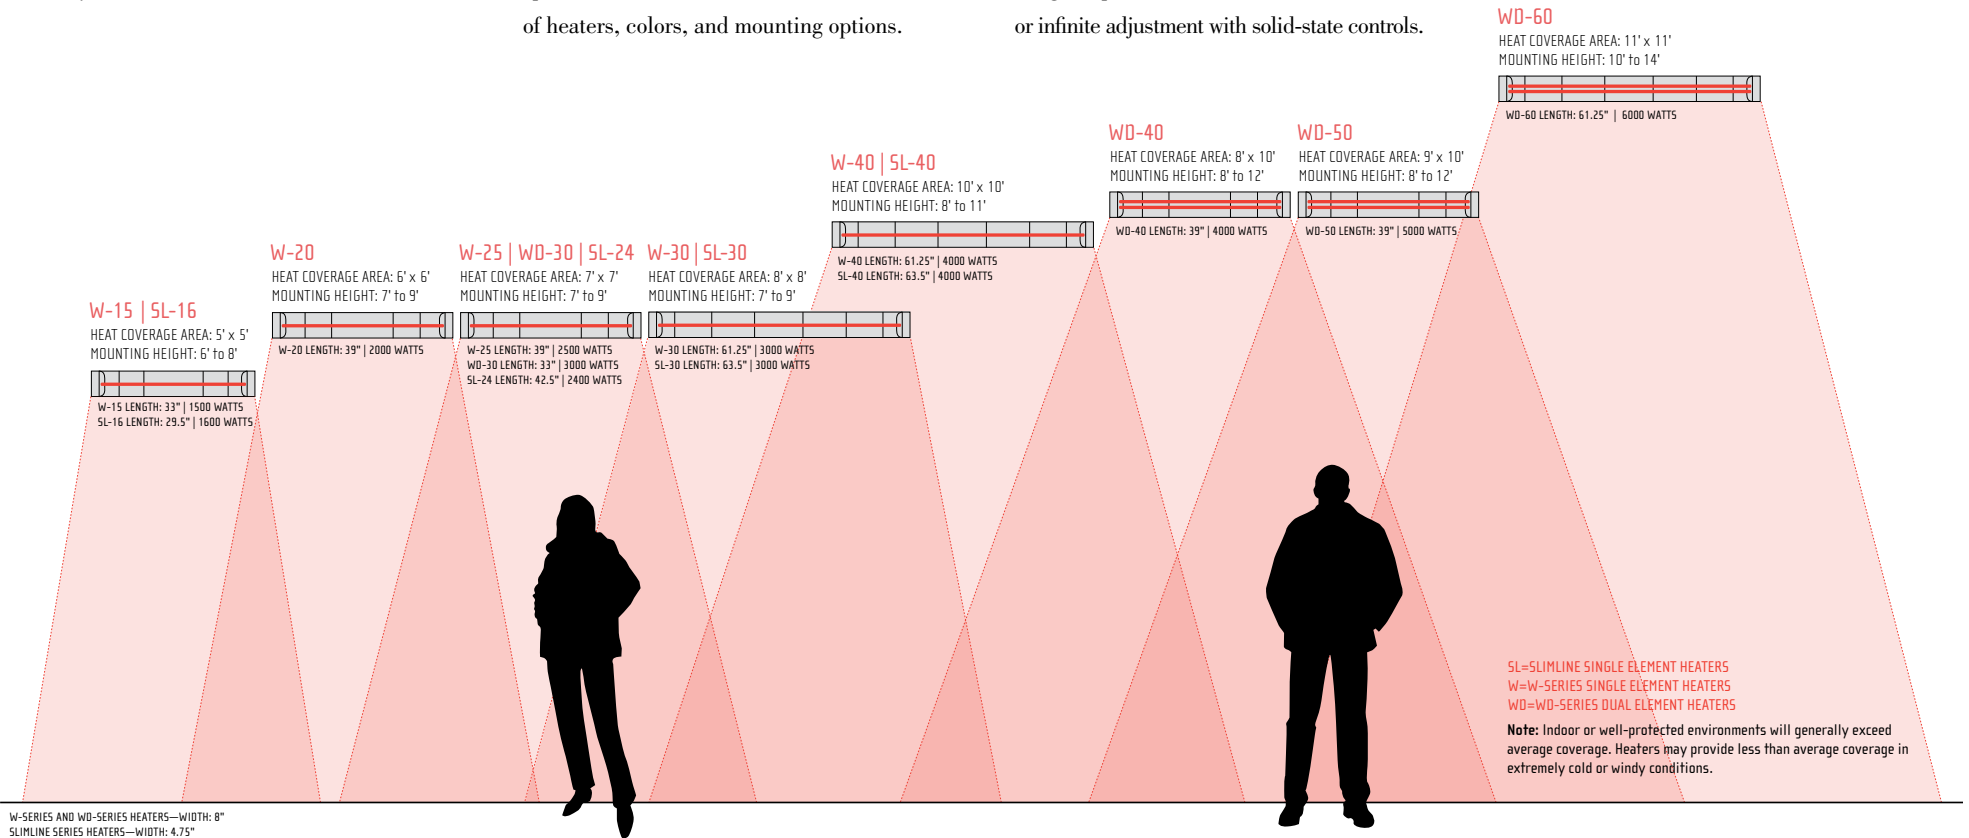 of heaters, colors, and mounting options.
or infinite adjustment with solid-state controls.
WD-60
HEAT COVERAGE AREA: 11' x 11'
MOUNTING HEIGHT: 10' to 14'
WD-60 LENGTH: 61.25" | 6000 WATTS
WD-40
HEAT COVERAGE AREA: 8' x 10'
MOUNTING HEIGHT: 8' to 12'
WD-40 LENGTH: 39" | 4000 WATTS
WD-50
HEAT COVERAGE AREA: 9' x 10'
MOUNTING HEIGHT: 8' to 12'
WD-50 LENGTH: 39" | 5000 WATTS
W-40 | SL-40
HEAT COVERAGE AREA: 10' x 10'
MOUNTING HEIGHT: 8' to 11'
W-40 LENGTH: 61.25" | 4000 WATTS
SL-40 LENGTH: 63.5" | 4000 WATTS
W-20
HEAT COVERAGE AREA: 6' x 6'
MOUNTING HEIGHT: 7' to 9'
W-20 LENGTH: 39" | 2000 WATTS
W-25 | WD-30 | SL-24
HEAT COVERAGE AREA: 7' x 7'
MOUNTING HEIGHT: 7' to 9'
W-25 LENGTH: 39" | 2500 WATTS
WD-30 LENGTH: 33" | 3000 WATTS
SL-24 LENGTH: 42.5" | 2400 WATTS
W-30 | SL-30
HEAT COVERAGE AREA: 8' x 8'
MOUNTING HEIGHT: 7' to 9'
W-30 LENGTH: 61.25" | 3000 WATTS
SL-30 LENGTH: 63.5" | 3000 WATTS
W-15 | SL-16
HEAT COVERAGE AREA: 5' x 5'
MOUNTING HEIGHT: 6' to 8'
W-15 LENGTH: 33" | 1500 WATTS
SL-16 LENGTH: 29.5" | 1600 WATTS
SL=SLIMLINE SINGLE ELEMENT HEATERS
W=W-SERIES SINGLE ELEMENT HEATERS
WD=WD-SERIES DUAL ELEMENT HEATERS
Note: Indoor or well-protected environments will generally exceed
average coverage. Heaters may provide less than average coverage in
extremely cold or windy conditions.
W-SERIES AND WD-SERIES HEATERS—WIDTH: 8"
SLIMLINE SERIES HEATERS—WIDTH: 4.75"